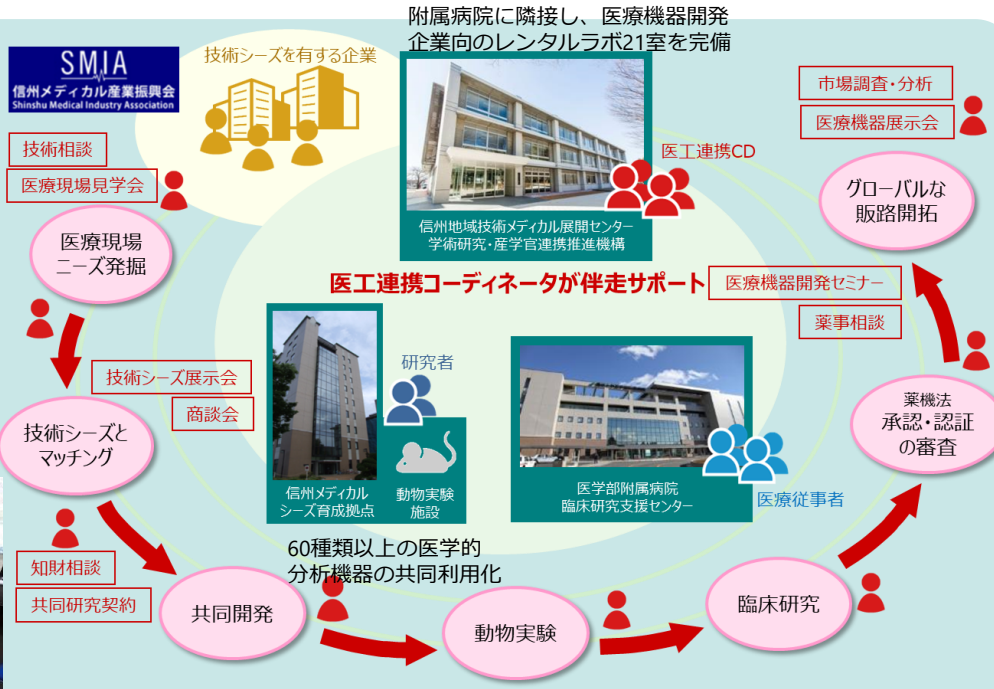 附属病院に隣接し、医療機器開発
企業向のレンタルラボ21室を完備
SMIA
信州メディカル産業振興会
Shinshu Medical Industry Association
技術シーズを有する企業
市場調査・分析
医療機器展示会
技術相談
医療現場見学会
医工連携CD
グローバルな
販路開拓
信州地域技術メディカル展開センター
学術研究・産学官連携推進機構
医療現場
ニーズ発掘
医工連携コーディネータが伴走サポート
医療機器開発セミナー
薬事相談
研究者
技術シーズ展示会
商談会
技術シーズと
マッチング
薬機法
承認・認証
の審査
信州メディカル
シーズ育成拠点
動物実験
施設
医学部附属病院
臨床研究支援センター
医療従事者
60種類以上の医学的
分析機器の共同利用化
知財相談
共同研究契約
共同開発
動物実験
臨床研究